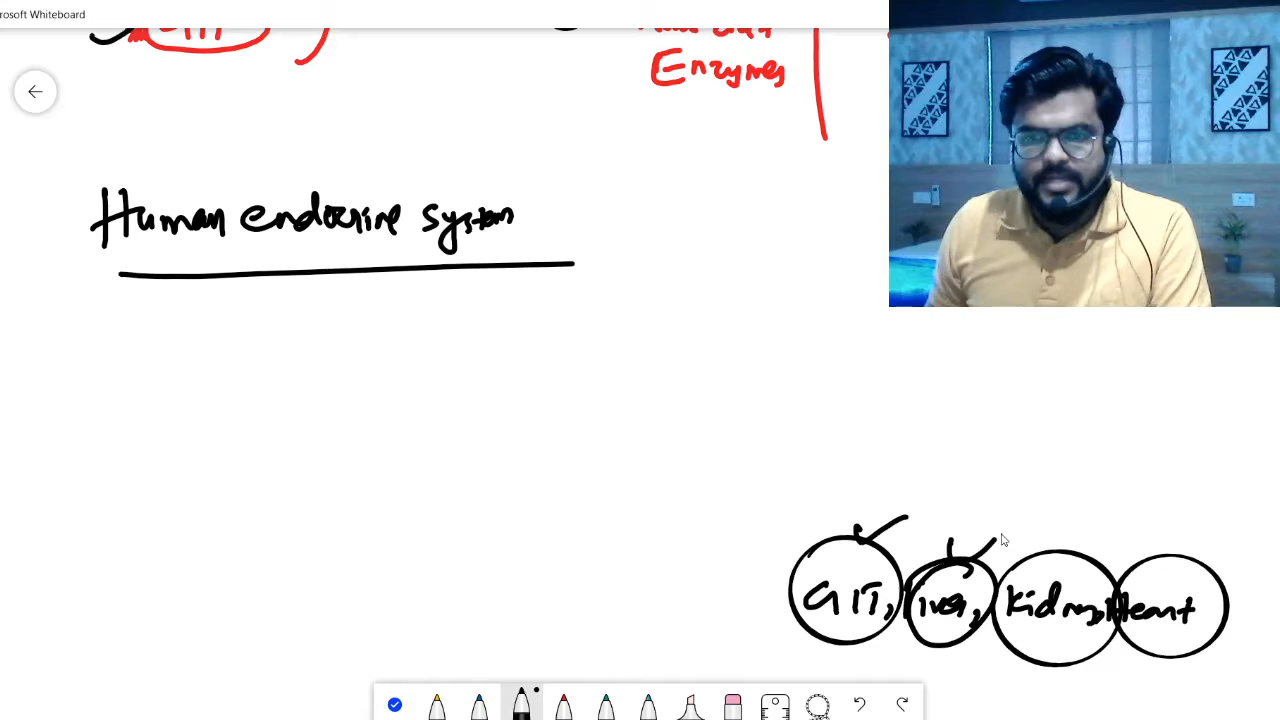 rosoft Whiteboard
Enzymes
Human endocrine system
GIT, Liver, Kidney, Heart